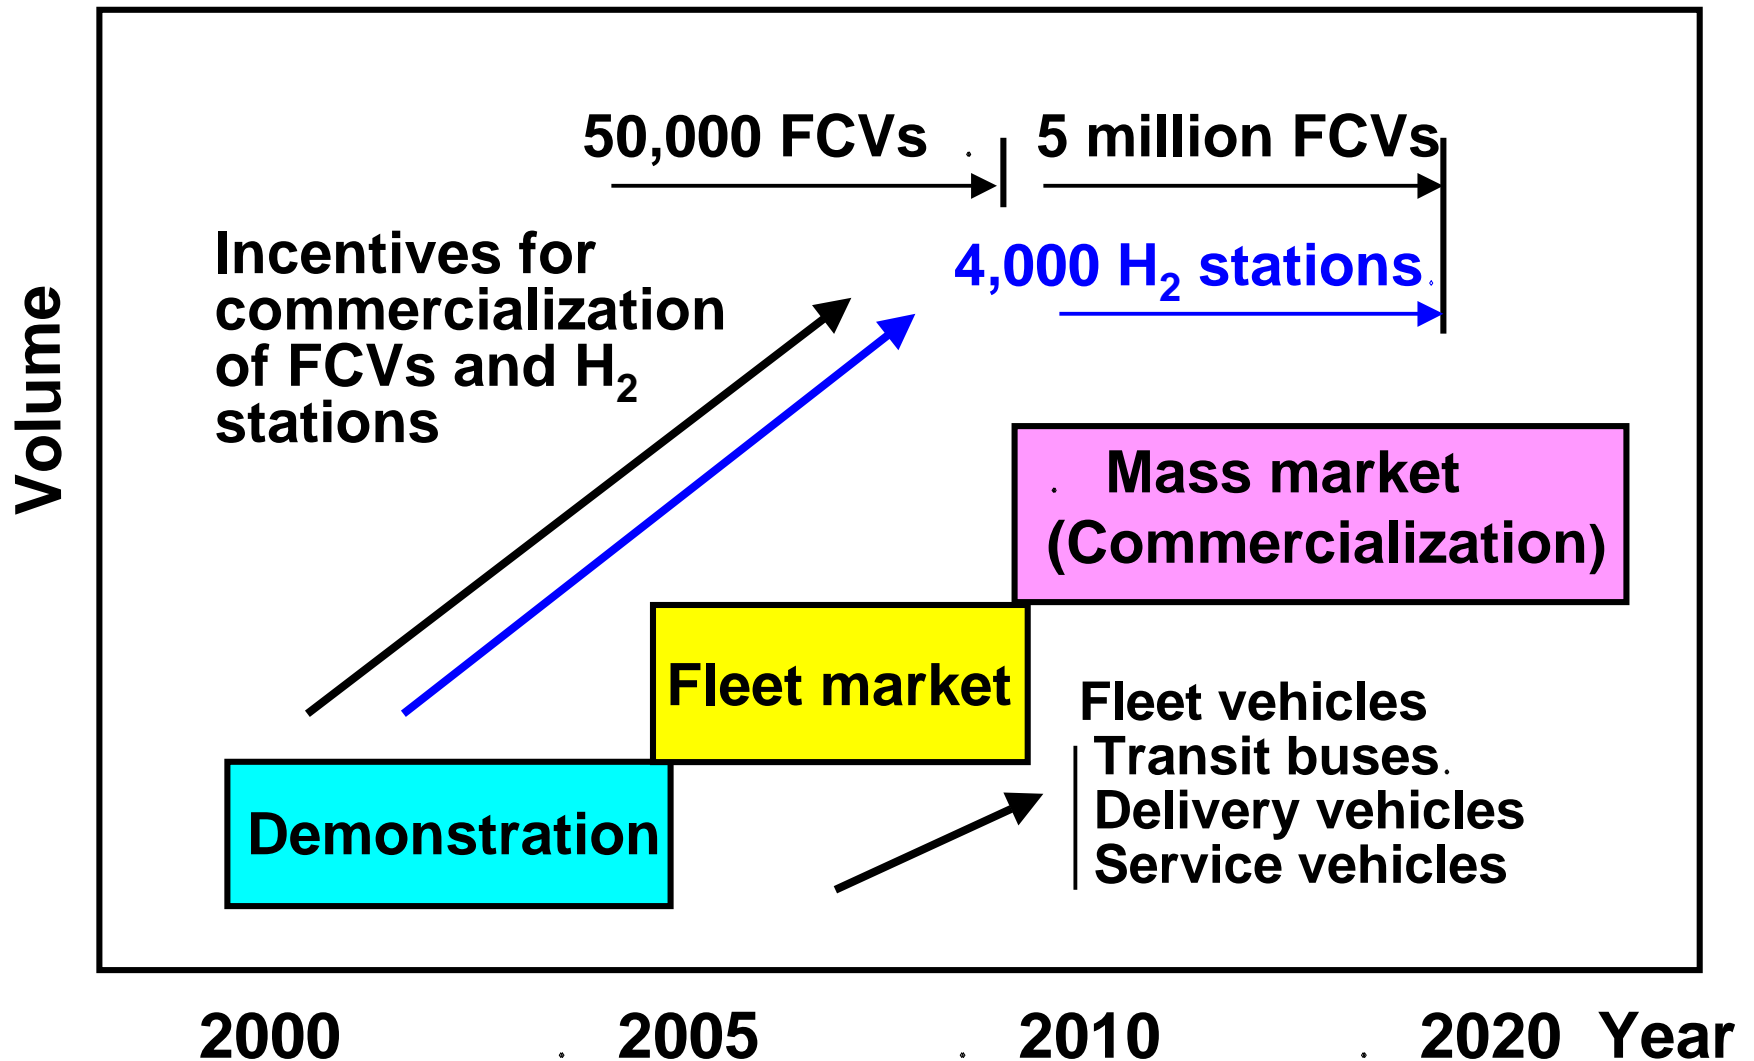 50,000 FCVs
5 million FCVs
Incentives for
commercialization
of FCVs and H₂
stations
4,000 H₂ stations
Volume
Mass market
(Commercialization)
Fleet market
Fleet vehicles
Transit buses
Delivery vehicles
Service vehicles
Demonstration
2000 2005 2010 2020 Year